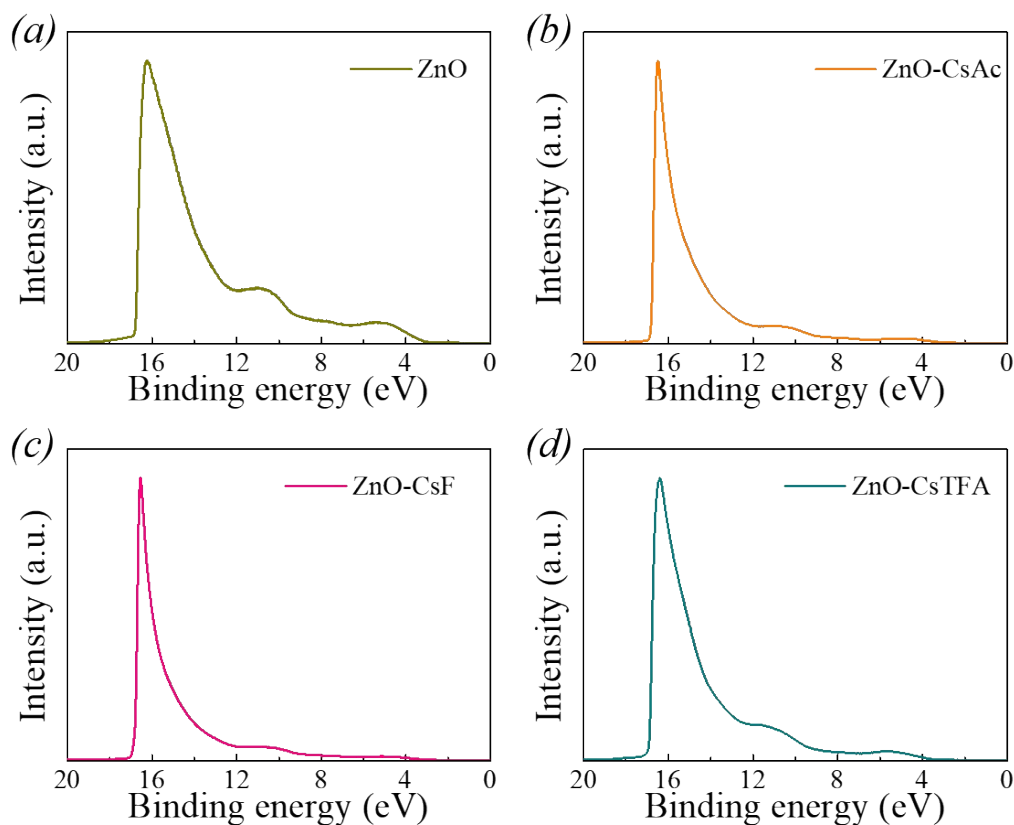 (a)
ZnO
Intensity (a.u.)
20 16 12 8 4 0
Binding energy (eV)
(b)
ZnO-CsAc
Intensity (a.u.)
20 16 12 8 4 0
Binding energy (eV)
(c)
ZnO-CsF
Intensity (a.u.)
20 16 12 8 4 0
Binding energy (eV)
(d)
ZnO-CsTFA
Intensity (a.u.)
20 16 12 8 4 0
Binding energy (eV)